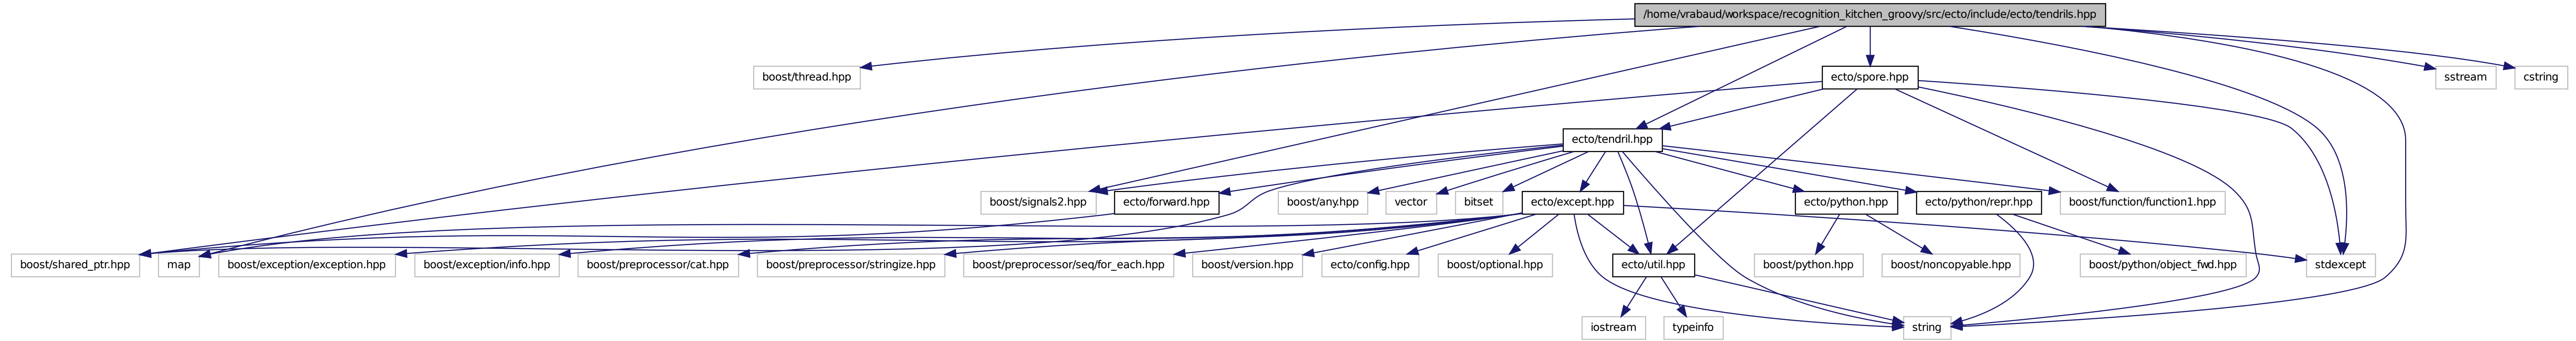 /home/vrabaud/workspace/recognition_kitchen_groovy/src/ecto/include/ecto/tendrils.hpp
boost/thread.hpp
ecto/spore.hpp
sstream
cstring
ecto/tendril.hpp
boost/signals2.hpp
ecto/forward.hpp
boost/any.hpp
vector
bitset
ecto/except.hpp
ecto/python.hpp
ecto/python/repr.hpp
boost/function/function1.hpp
boost/shared_ptr.hpp
map
boost/exception/exception.hpp
boost/exception/info.hpp
boost/preprocessor/cat.hpp
boost/preprocessor/stringize.hpp
boost/preprocessor/seq/for_each.hpp
boost/version.hpp
ecto/config.hpp
boost/optional.hpp
ecto/util.hpp
boost/python.hpp
boost/noncopyable.hpp
boost/python/object_fwd.hpp
stdexcept
iostream
typeinfo
string